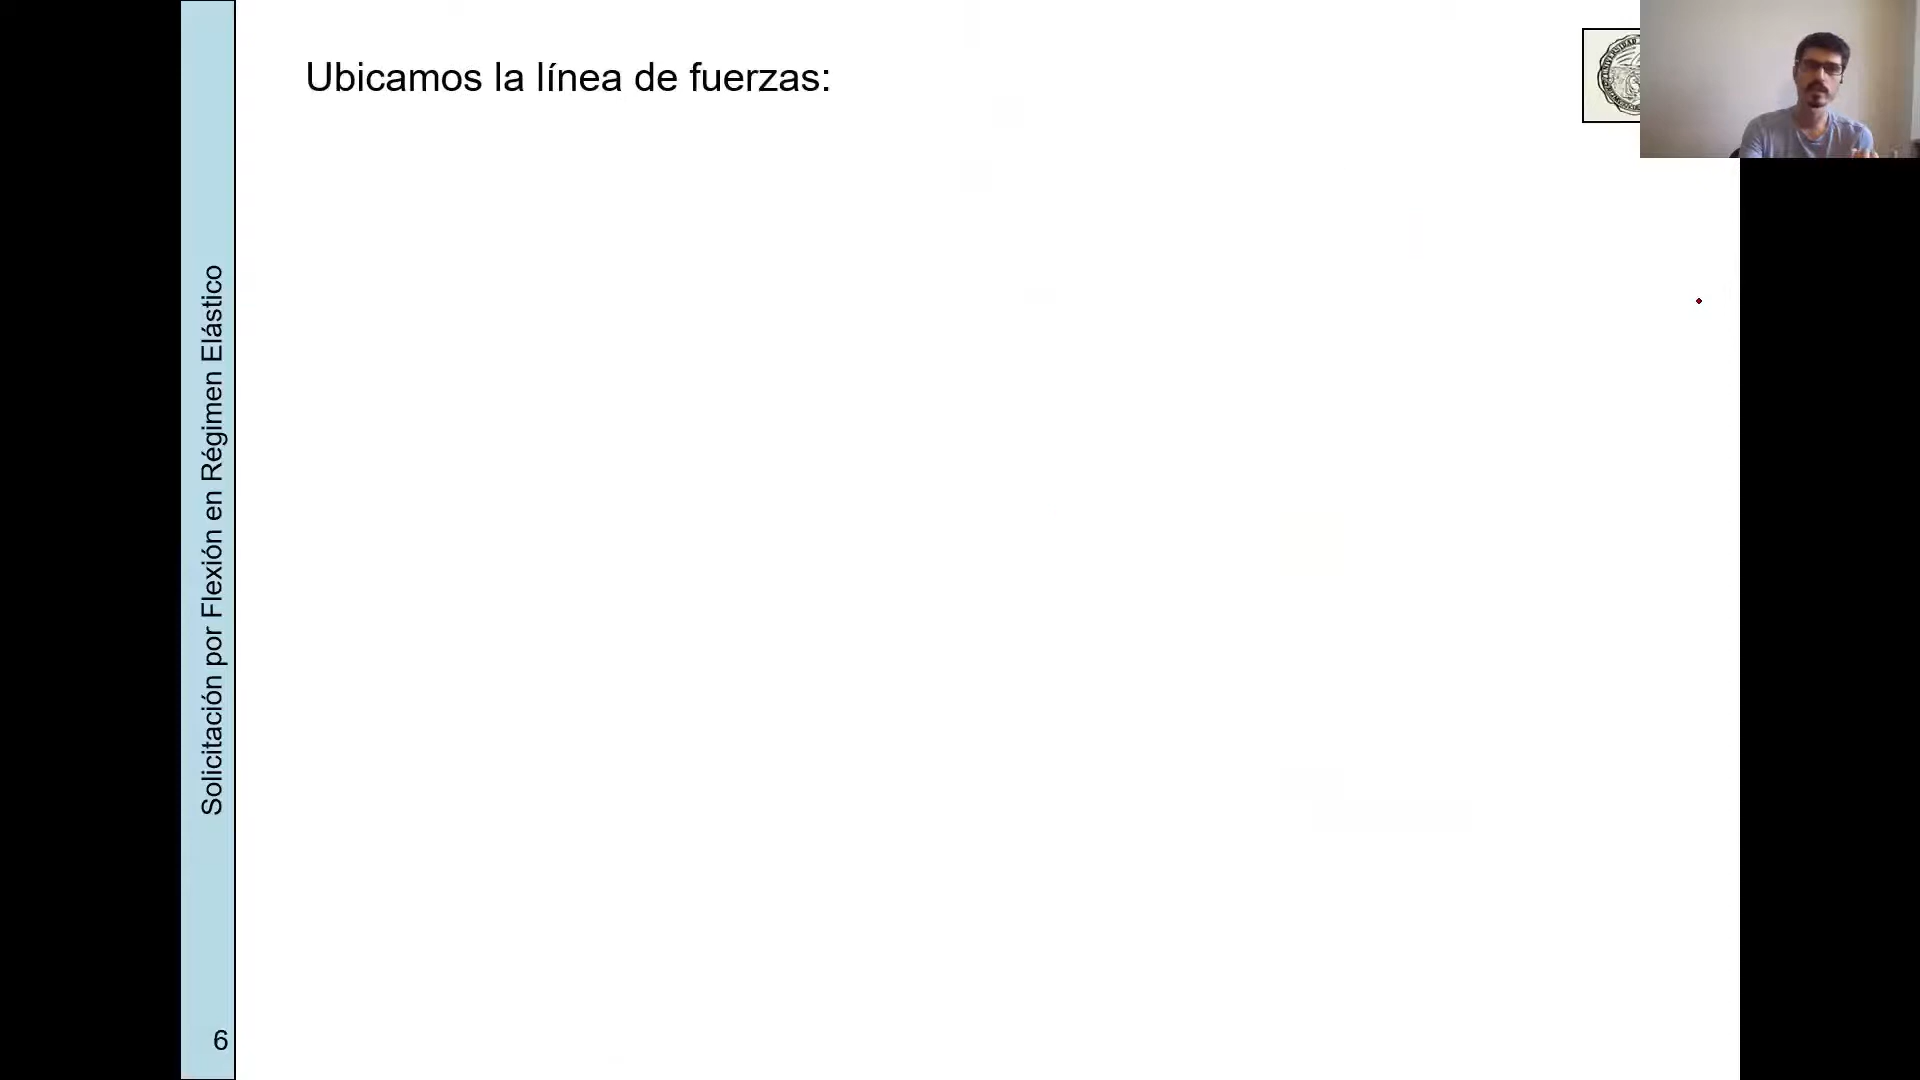 Ubicamos la línea de fuerzas:
Solicitación por Flexión en Régimen Elástico
6